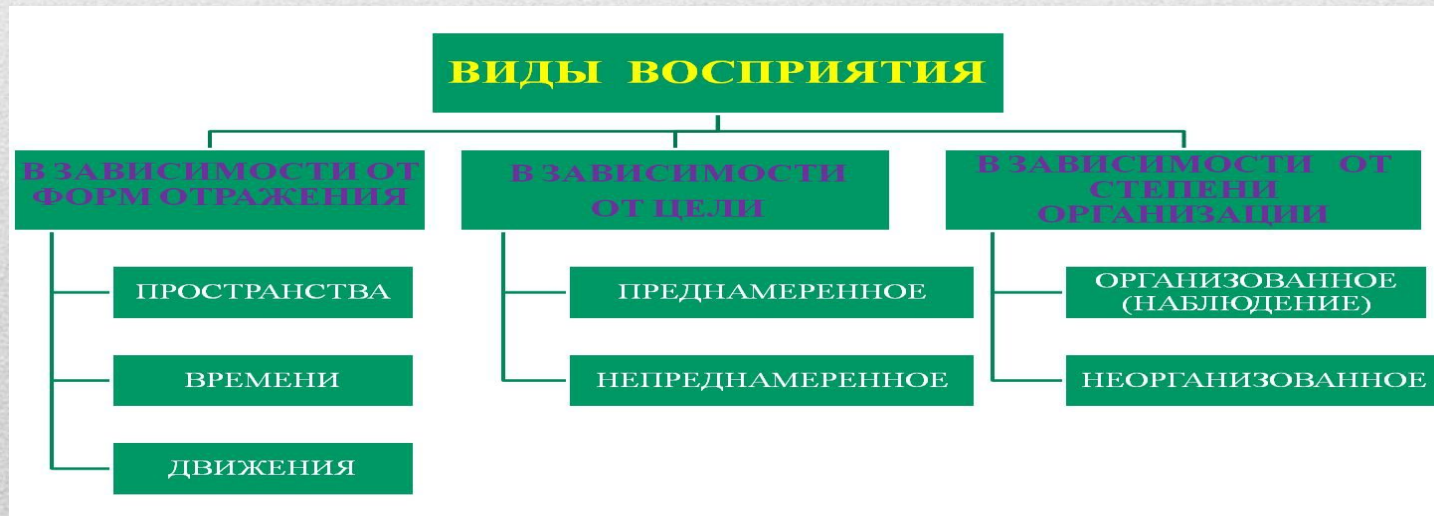 ВИДЫ ВОСПРИЯТИЯ
В ЗАВИСИМОСТИ ОТ
ФОРМ ОТРАЖЕНИЯ
ПРОСТРАНСТВА
ВРЕМЕНИ
ДВИЖЕНИЯ
В ЗАВИСИМОСТИ
ОТ ЦЕЛИ
ПРЕДНАМЕРЕННОЕ
НЕПРЕДНАМЕРЕННОЕ
В ЗАВИСИМОСТИ ОТ
СТЕПЕНИ
ОРГАНИЗАЦИИ
ОРГАНИЗОВАННОЕ
(НАБЛЮДЕНИЕ)
НЕОРГАНИЗОВАННОЕ